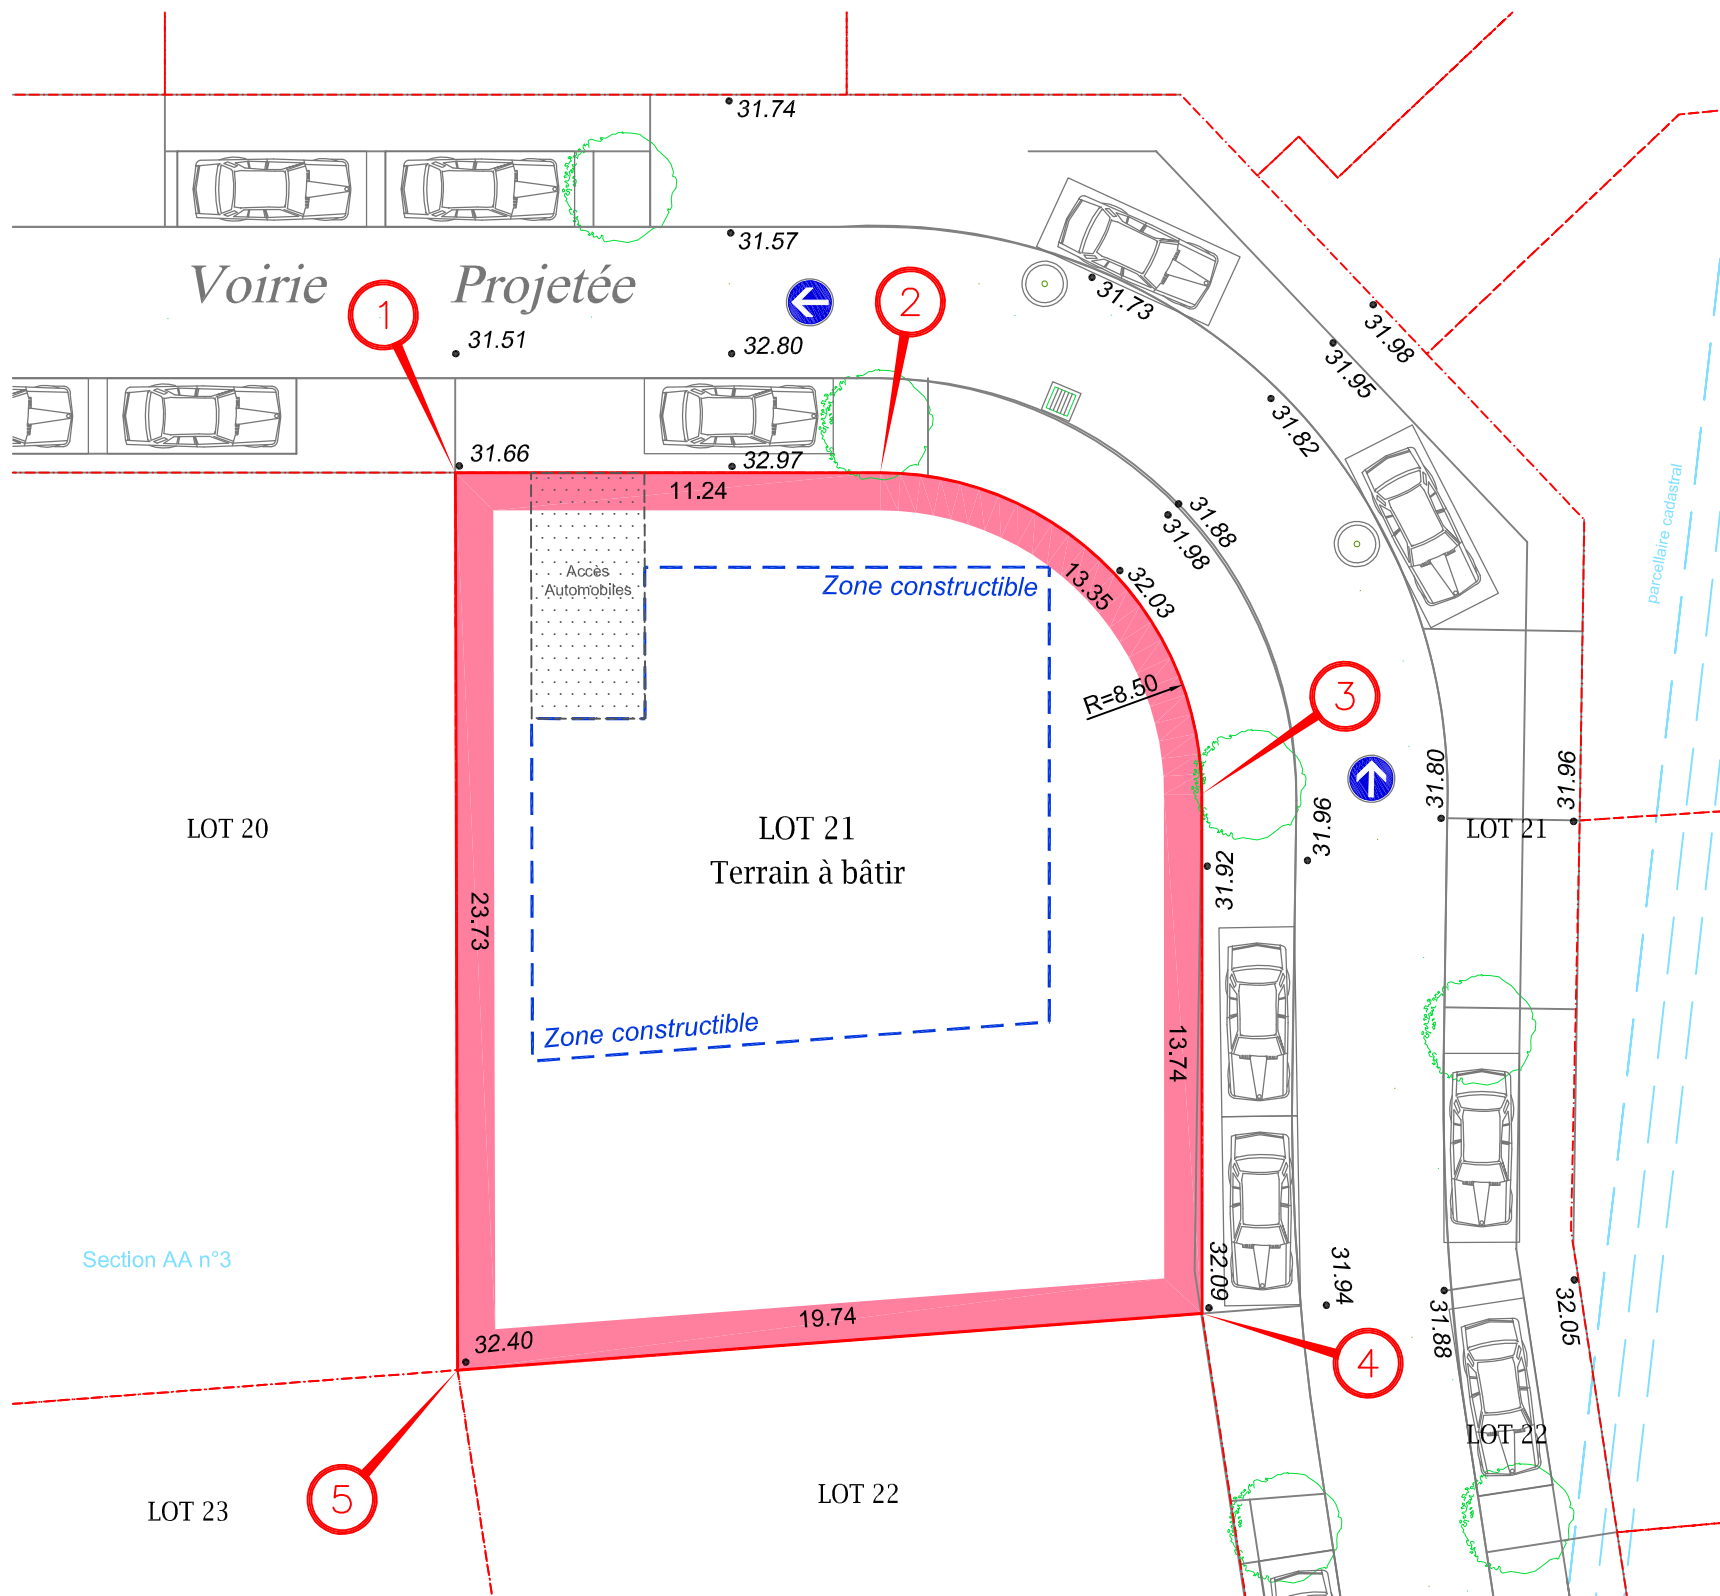 31.74
31.57
Voirie Projetée
1
2
31.73
31.98
31.51
32.80
31.95
31.82
31.66
32.97
11.24
31.88
31.98
parcellaire cadastral
Accès
Automobiles
Zone constructible
13.35
32.03
R=8.50
3
31.80
31.96
LOT 20
LOT 21
Terrain à bâtir
31.96
LOT 21
31.92
23.73
Zone constructible
13.74
Section AA n°3
32.09
31.94
31.88
32.05
19.74
32.40
4
LOT 22
5
LOT 23
LOT 22